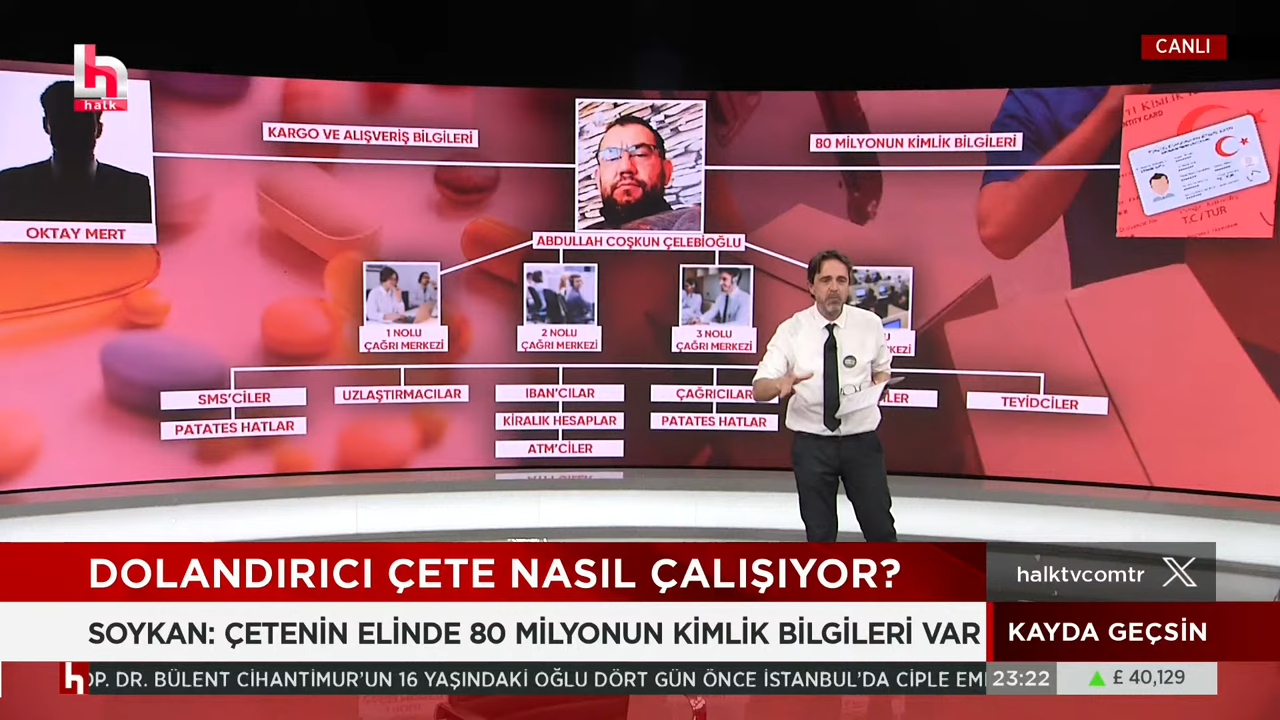 CANLI
halk
KARGO VE ALIŞVERİŞ BİLGİLERİ
80 MİLYONUN KİMLİK BİLGİLERİ
T.C / TUR
OKTAY MERT
ABDULLAH COŞKUN ÇELEBİOĞLU
1 NOLU
ÇAĞRI MERKEZİ
2 NOLU
ÇAĞRI MERKEZİ
3 NOLU
ÇAĞRI MERKEZİ
SMS'CİLER
UZLAŞTIRMACILAR
IBAN'CILAR
ÇAĞRICILAR
TEYİDCİLER
PATATES HATLAR
KİRALIK HESAPLAR
PATATES HATLAR
ATM'CİLER
DOLANDIRICI ÇETE NASIL ÇALIŞIYOR?
halktvcomtr
SOYKAN: ÇETENİN ELİNDE 80 MİLYONUN KİMLİK BİLGİLERİ VAR
KAYDA GEÇSİN
OP. DR. BÜLENT CİHANTİMUR'UN 16 YAŞINDAKİ OĞLU DÖRT GÜN ÖNCE İSTANBUL'DA CİPLE
23:22
£ 40,129